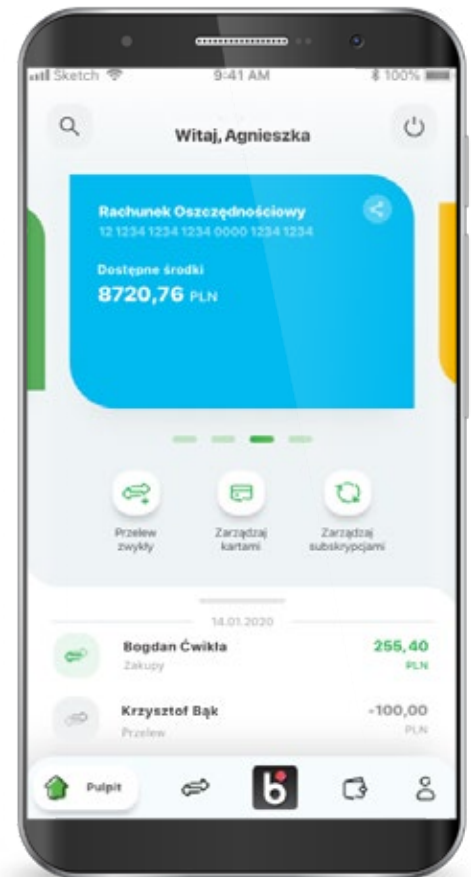 Sketch 9:41 AM 100%
Witaj, Agnieszka
Rachunek Oszczędnościowy
12 1234 1234 1234 0000 1234 1234
Dostępne środki
8720,76 PLN
Przelew
zwykły
Zarządzaj
kartami
Zarządzaj
subskrypcjami
14.01.2020
Bogdan Ćwikła
255,40
Zakupy
PLN
Krzysztof Bąk
-100,00
Przelew
PLN
Pulpit
b